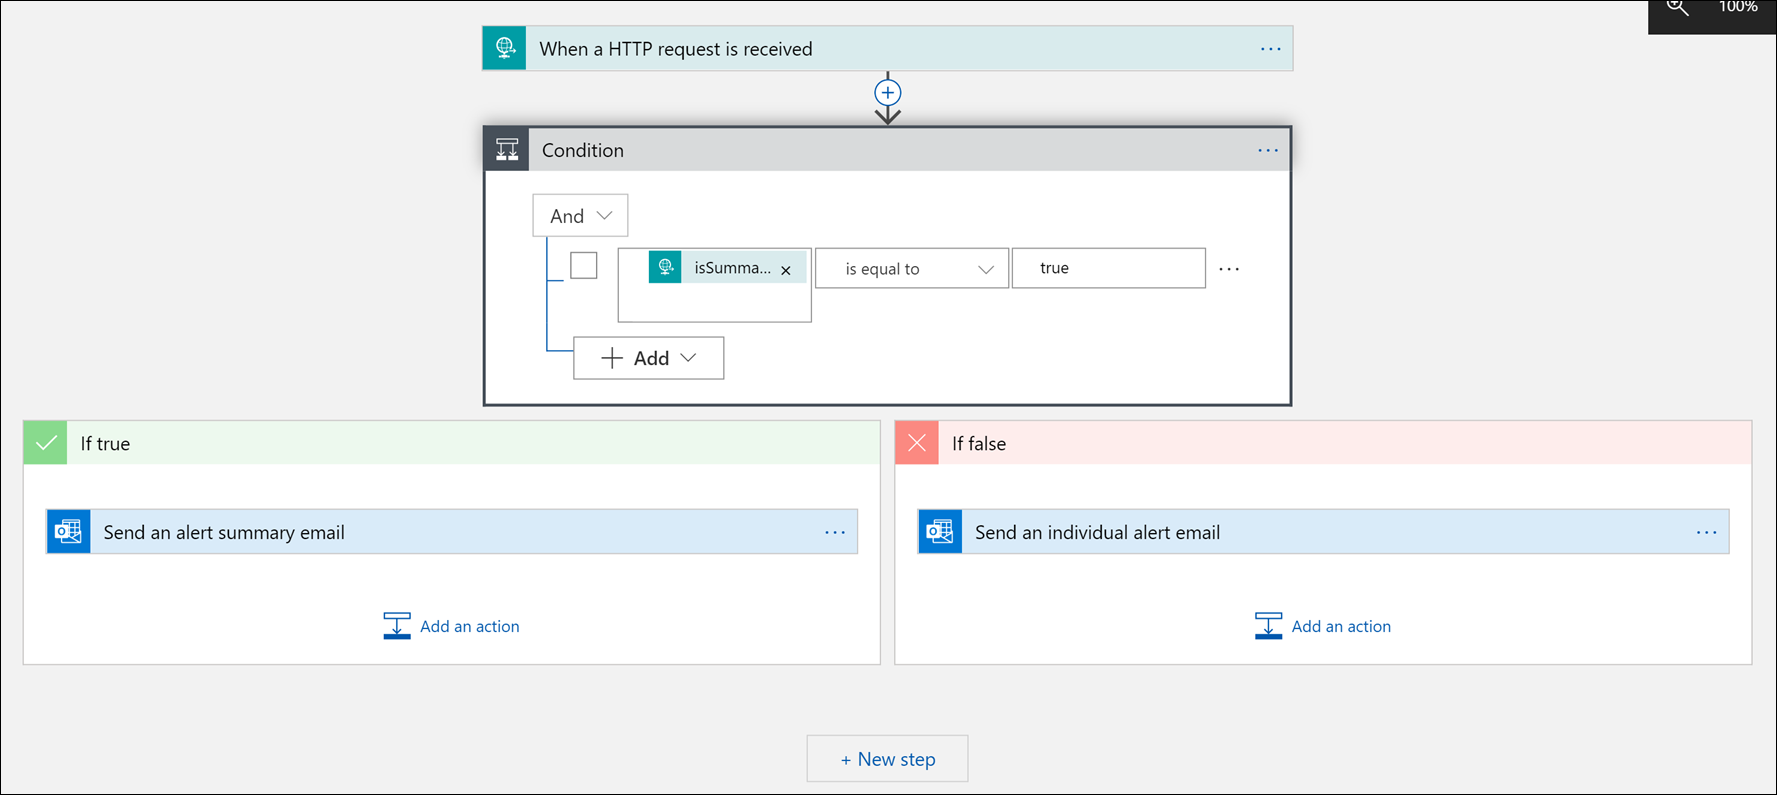 100%
When a HTTP request is received
Condition
And
isSumma... is equal to true
Add
If true
If false
Send an alert summary email
Send an individual alert email
Add an action
Add an action
+ New step